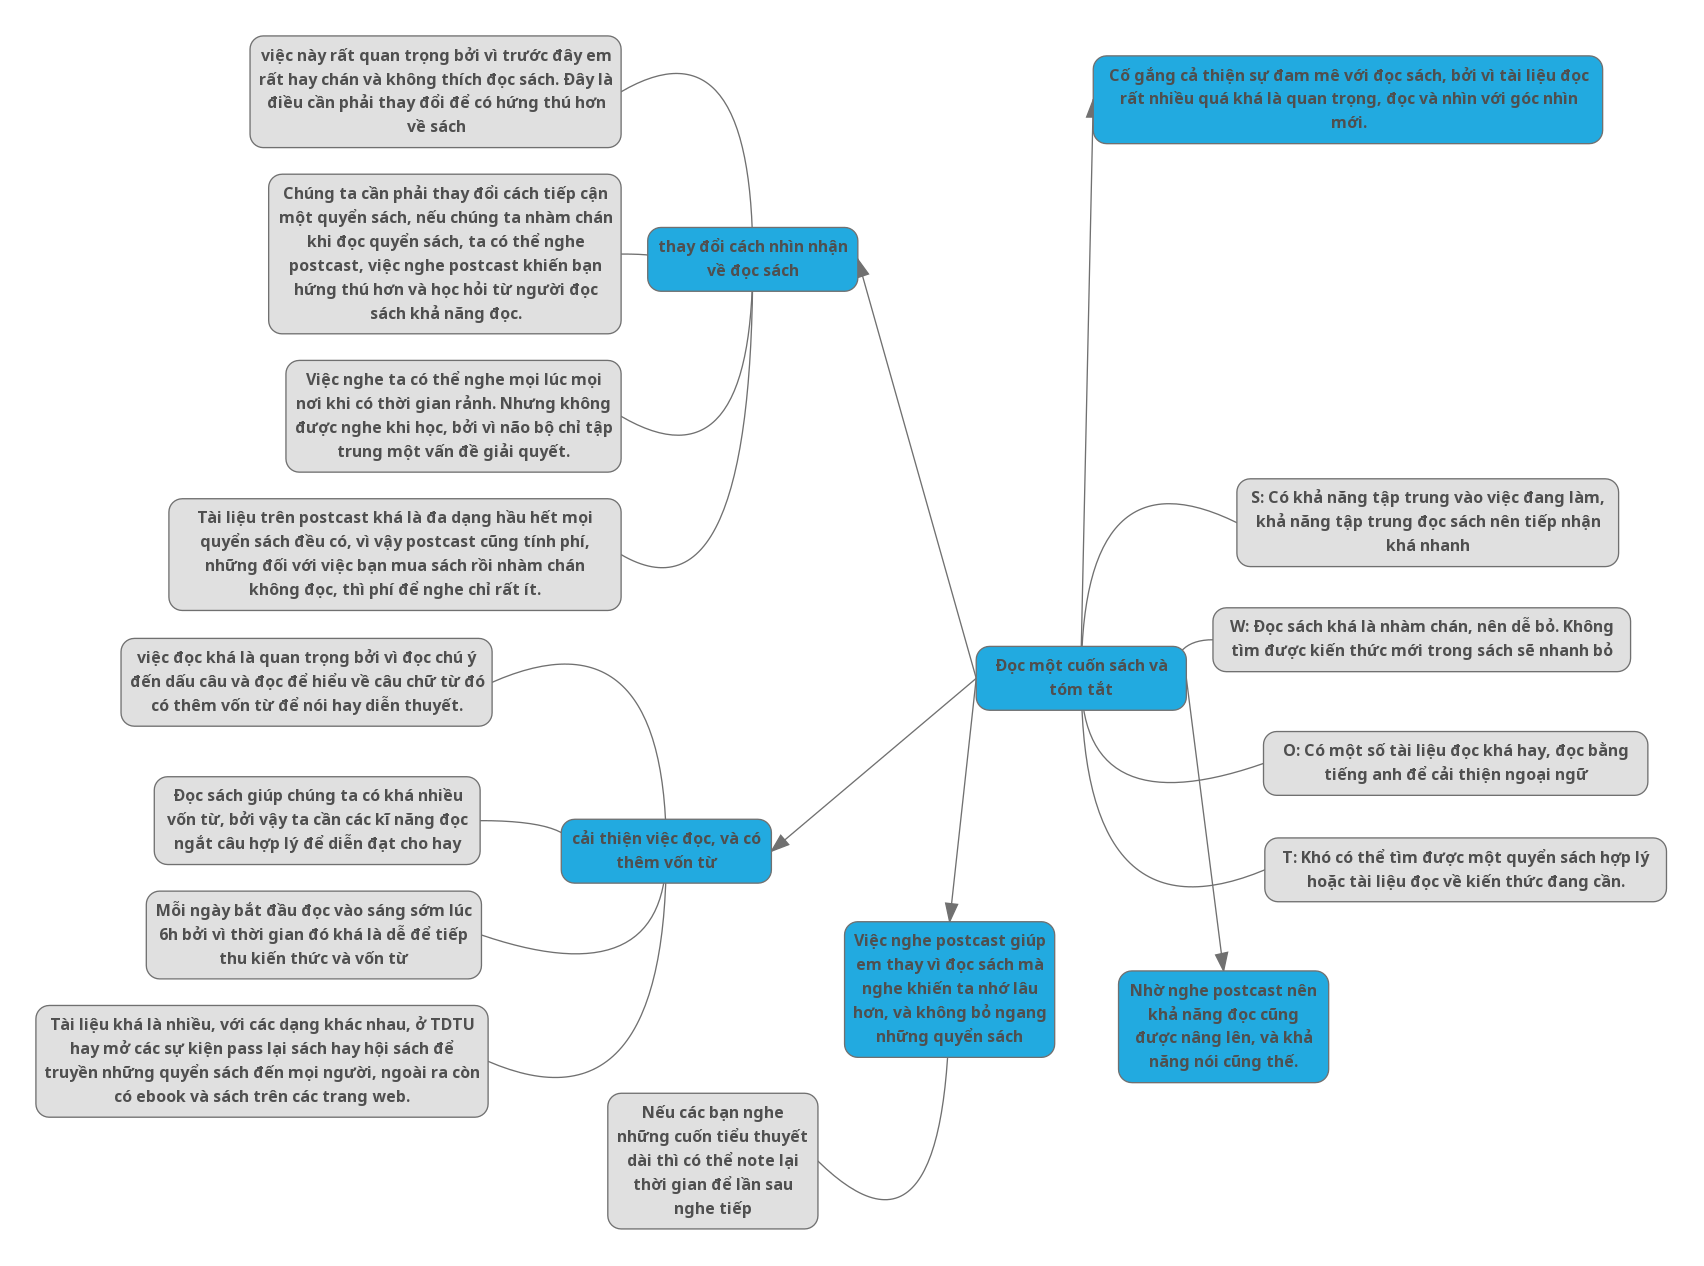 việc này rất quan trọng bởi vì trước đây em
rất hay chán và không thích đọc sách. Đây là
điều cần phải thay đổi để có hứng thú hơn
về sách
Chúng ta cần phải thay đổi cách tiếp cận
một quyển sách, nếu chúng ta nhàm chán
khi đọc quyển sách, ta có thể nghe
postcast, việc nghe postcast khiến bạn
hứng thú hơn và học hỏi từ người đọc
sách khả năng đọc.
Việc nghe ta có thể nghe mọi lúc mọi
nơi khi có thời gian rảnh. Nhưng không
được nghe khi học, bởi vì não bộ chỉ tập
trung một vấn đề giải quyết.
Tài liệu trên postcast khá là đa dạng hầu hết mọi
quyển sách đều có, vì vậy postcast cũng tính phí,
những đối với việc bạn mua sách rồi nhàm chán
không đọc, thì phí để nghe chỉ rất ít.
thay đổi cách nhìn nhận
về đọc sách
Cố gắng cả thiện sự đam mê với đọc sách, bởi vì tài liệu đọc
rất nhiều quá khá là quan trọng, đọc và nhìn với góc nhìn
mới.
S: Có khả năng tập trung vào việc đang làm,
khả năng tập trung đọc sách nên tiếp nhận
khá nhanh
W: Đọc sách khá là nhàm chán, nên dễ bỏ. Không
tìm được kiến thức mới trong sách sẽ nhanh bỏ
Đọc một cuốn sách và
tóm tắt
O: Có một số tài liệu đọc khá hay, đọc bằng
tiếng anh để cải thiện ngoại ngữ
T: Khó có thể tìm được một quyển sách hợp lý
hoặc tài liệu đọc về kiến thức đang cần.
việc đọc khá là quan trọng bởi vì đọc chú ý
đến dấu câu và đọc để hiểu về câu chữ từ đó
có thêm vốn từ để nói hay diễn thuyết.
Đọc sách giúp chúng ta có khá nhiều
vốn từ, bởi vậy ta cần các kĩ năng đọc
ngắt câu hợp lý để diễn đạt cho hay
Mỗi ngày bắt đầu đọc vào sáng sớm lúc
6h bởi vì thời gian đó khá là dễ để tiếp
thu kiến thức và vốn từ
Tài liệu khá là nhiều, với các dạng khác nhau, ở TDTU
hay mở các sự kiện pass lại sách hay hội sách để
truyền những quyển sách đến mọi người, ngoài ra còn
có ebook và sách trên các trang web.
cải thiện việc đọc, và có
thêm vốn từ
Việc nghe postcast giúp
em thay vì đọc sách mà
nghe khiến ta nhớ lâu
hơn, và không bỏ ngang
những quyển sách
Nhờ nghe postcast nên
khả năng đọc cũng
được nâng lên, và khả
năng nói cũng thế.
Nếu các bạn nghe
những cuốn tiểu thuyết
dài thì có thể note lại
thời gian để lần sau
nghe tiếp